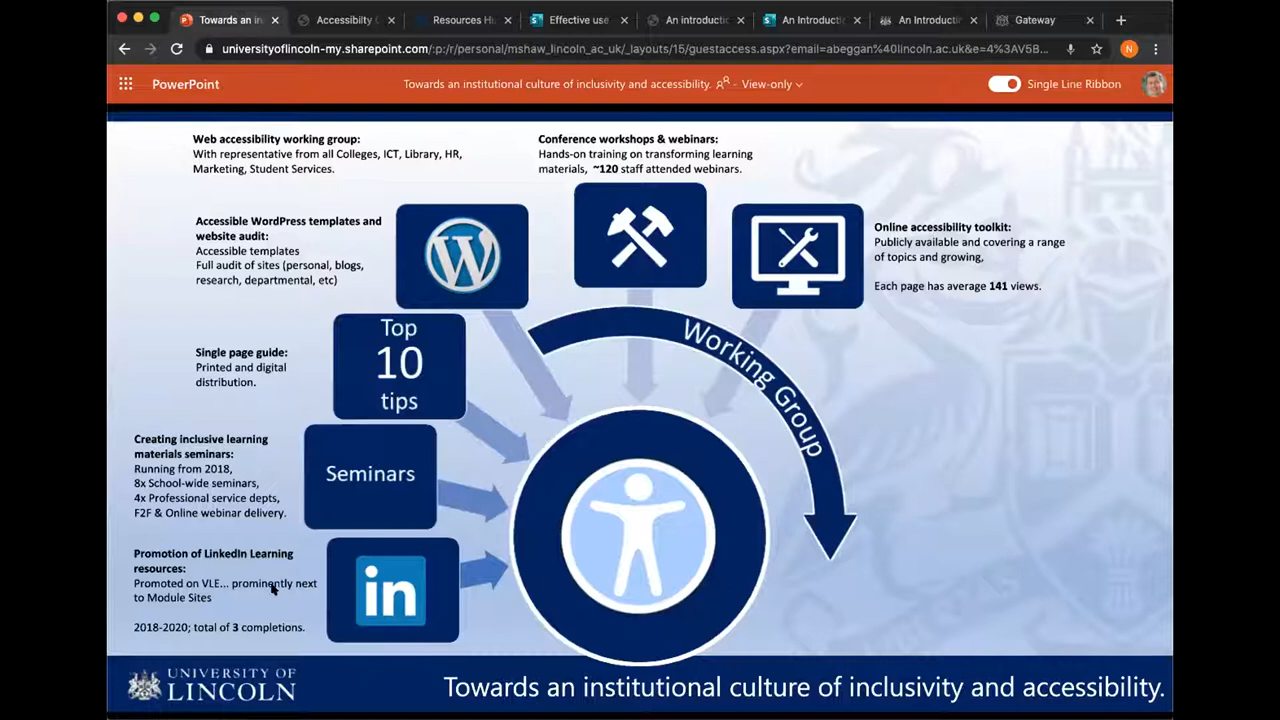 Towards an in
Accessibilty
Resources Hu
Effective use
An introductic
An Introducti
An Introductic
Gateway
universityoflincoln-my.sharepoint.com/:p:/r/personal/mshaw_lincoln_ac_uk/_layouts/15/guestaccess.aspx?email=abeggan%40lincoln.ac.uk&e=4%3AV5B...
N
PowerPoint
Towards an institutional culture of inclusivity and accessibility. - View-only
Single Line Ribbon
Web accessibility working group:
With representative from all Colleges, ICT, Library, HR,
Marketing, Student Services.
Conference workshops & webinars:
Hands-on training on transforming learning
materials, ~120 staff attended webinars.
Accessible WordPress templates and
website audit:
Accessible templates
Full audit of sites (personal, blogs,
research, departmental, etc)
Online accessibility toolkit:
Publicly available and covering a range
of topics and growing,
Each page has average 141 views.
Working Group
Single page guide:
Printed and digital
distribution.
Top
10
tips
Creating inclusive learning
materials seminars:
Running from 2018,
8x School-wide seminars,
4x Professional service depts,
F2F & Online webinar delivery.
Seminars
Promotion of LinkedIn Learning
resources:
Promoted on VLE... prominently next
to Module Sites
2018-2020; total of 3 completions.
in
UNIVERSITY OF
LINCOLN
Towards an institutional culture of inclusivity and accessibility.